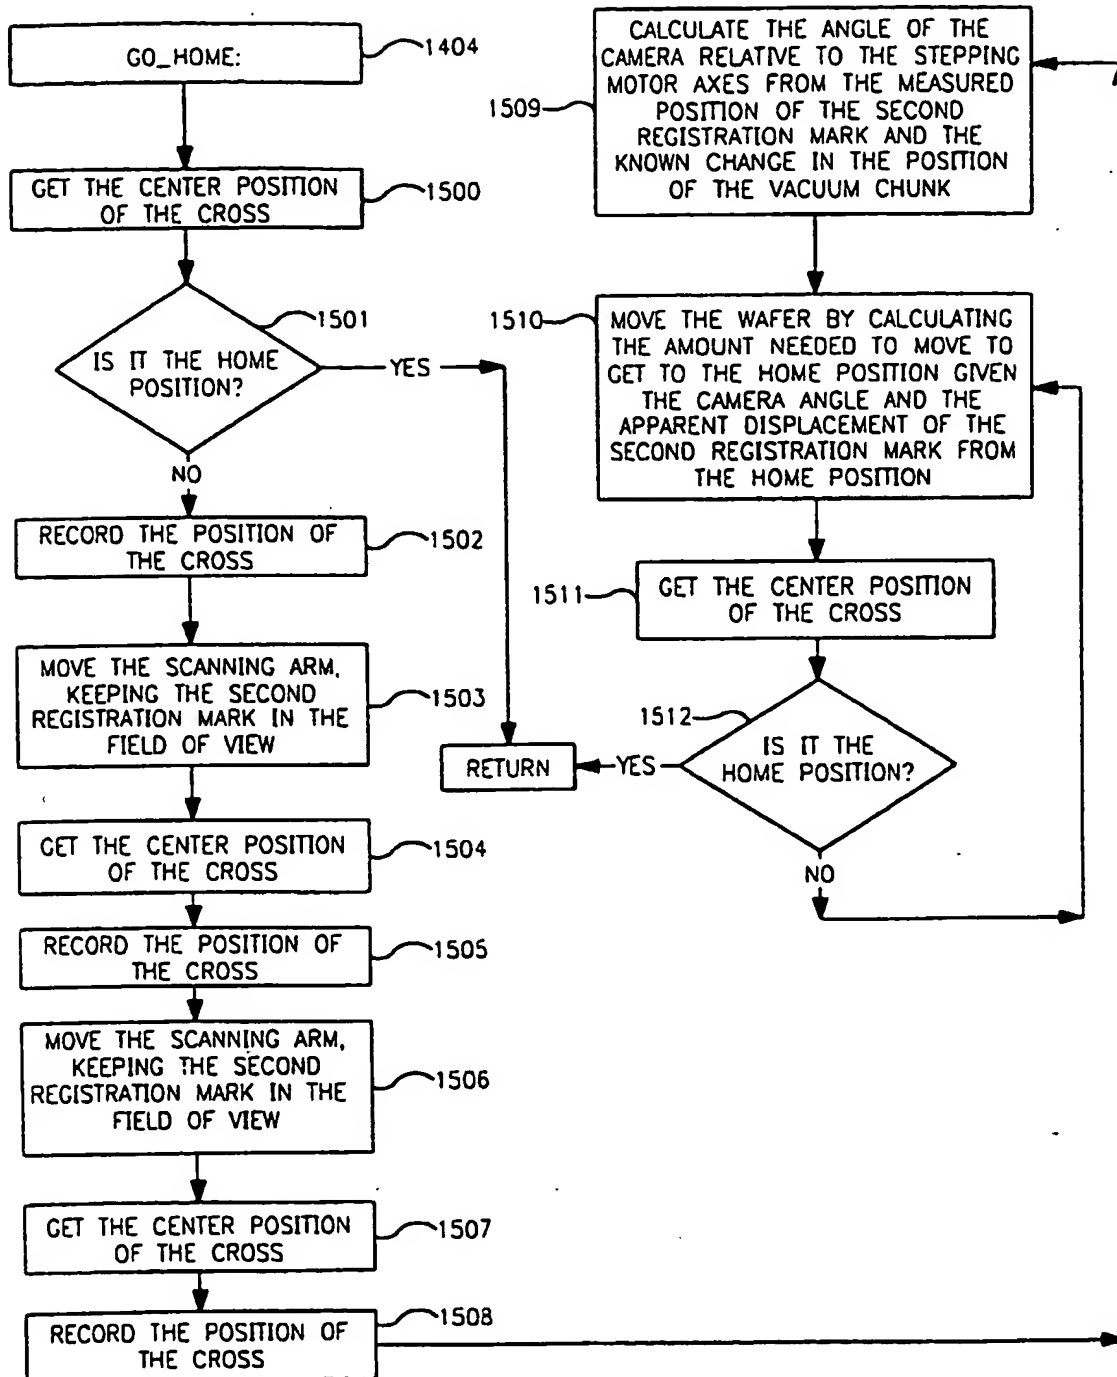 GO_HOME:
1404
GET THE CENTER POSITION
OF THE CROSS
1500
1501
IS IT THE HOME
POSITION?
YES
NO
RECORD THE POSITION OF
THE CROSS
1502
MOVE THE SCANNING ARM,
KEEPING THE SECOND
REGISTRATION MARK IN THE
FIELD OF VIEW
1503
GET THE CENTER POSITION
OF THE CROSS
1504
RECORD THE POSITION OF
THE CROSS
1505
MOVE THE SCANNING ARM,
KEEPING THE SECOND
REGISTRATION MARK IN THE
FIELD OF VIEW
1506
GET THE CENTER POSITION
OF THE CROSS
1507
RECORD THE POSITION OF
THE CROSS
1508
CALCULATE THE ANGLE OF THE
CAMERA RELATIVE TO THE STEPPING
MOTOR AXES FROM THE MEASURED
POSITION OF THE SECOND
REGISTRATION MARK AND THE
KNOWN CHANGE IN THE POSITION
OF THE VACUUM CHUNK
1509
1510
MOVE THE WAFER BY CALCULATING
THE AMOUNT NEEDED TO MOVE TO
GET TO THE HOME POSITION GIVEN
THE CAMERA ANGLE AND THE
APPARENT DISPLACEMENT OF THE
SECOND REGISTRATION MARK FROM
THE HOME POSITION
1511
GET THE CENTER POSITION
OF THE CROSS
1512
IS IT THE
HOME POSITION?
YES
RETURN
NO